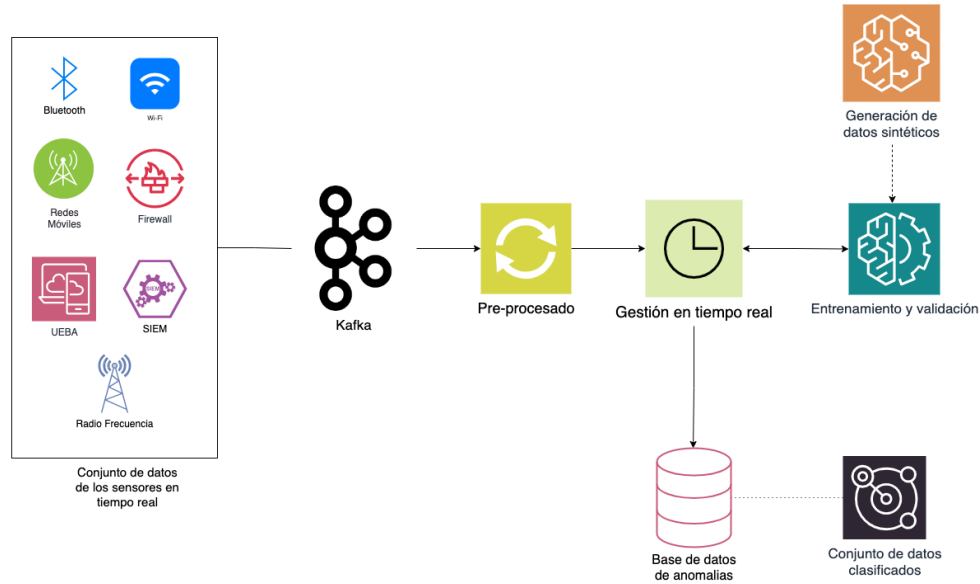 Bluetooth
Wi-Fi
Redes
Móviles
Firewall
UEBA
SIEM
SIEM
Radio Frecuencia
Conjunto de datos
de los sensores en
tiempo real
Kafka
Pre-procesado
Gestión en tiempo real
Generación de
datos sintéticos
Entrenamiento y validación
Base de datos
de anomalias
Conjunto de datos
clasificados